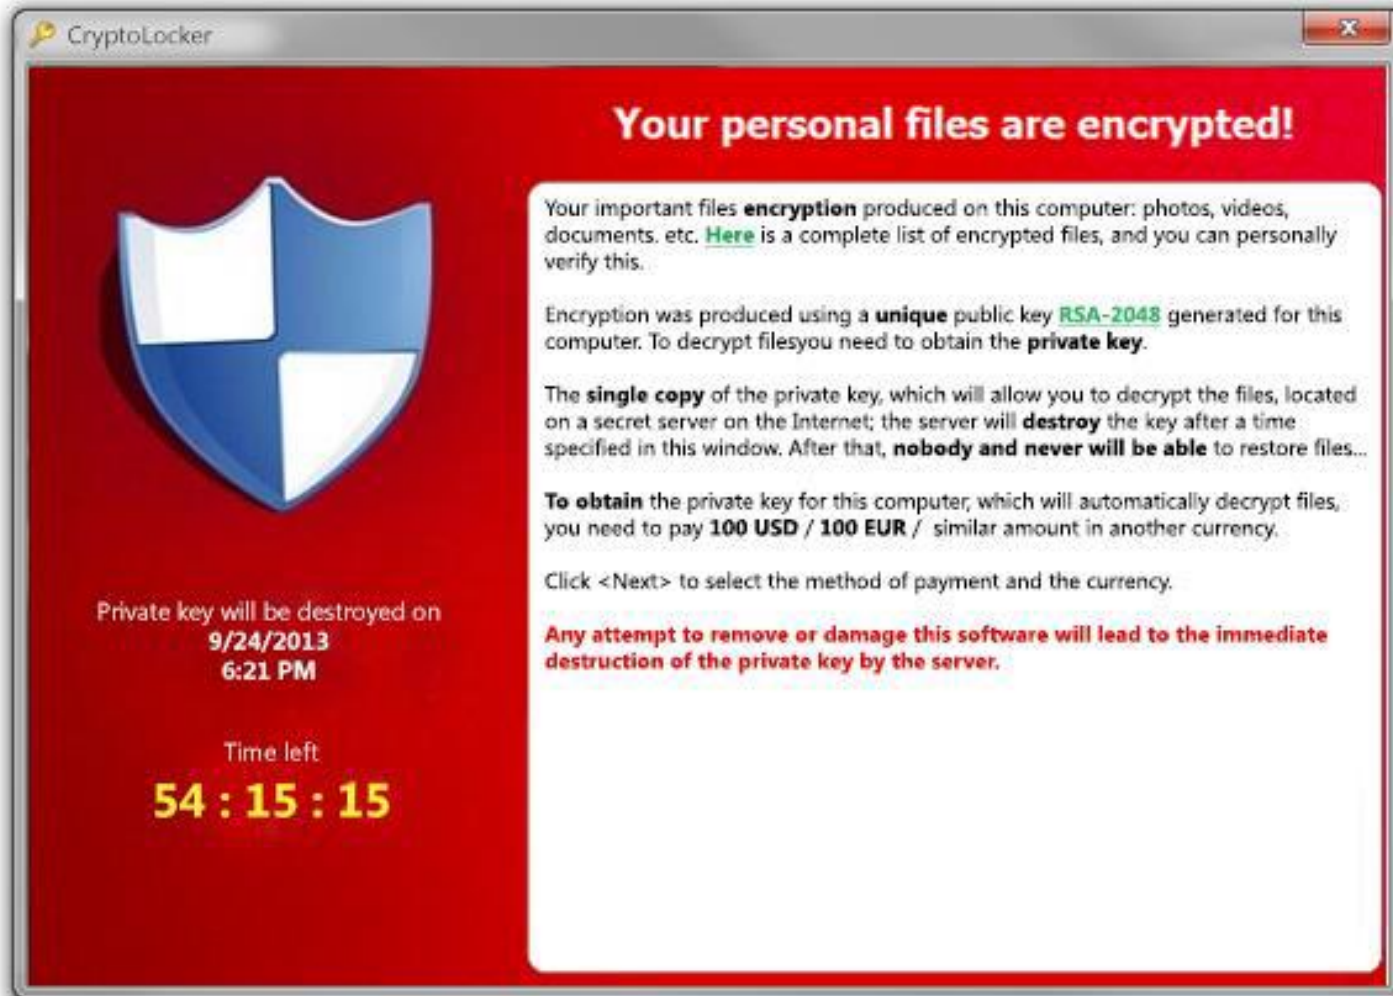 CryptoLocker
Your personal files are encrypted!
Your important files encryption produced on this computer: photos, videos,
documents. etc. Here is a complete list of encrypted files, and you can personally
verify this.
Encryption was produced using a unique public key RSA-2048 generated for this
computer. To decrypt filesyou need to obtain the private key.
The single copy of the private key, which will allow you to decrypt the files, located
on a secret server on the Internet; the server will destroy the key after a time
specified in this window. After that, nobody and never will be able to restore files...
To obtain the private key for this computer, which will automatically decrypt files,
you need to pay 100 USD / 100 EUR / similar amount in another currency.
Click <Next> to select the method of payment and the currency.
Any attempt to remove or damage this software will lead to the immediate
destruction of the private key by the server.
Private key will be destroyed on
9/24/2013
6:21 PM
Time left
54 : 15 : 15